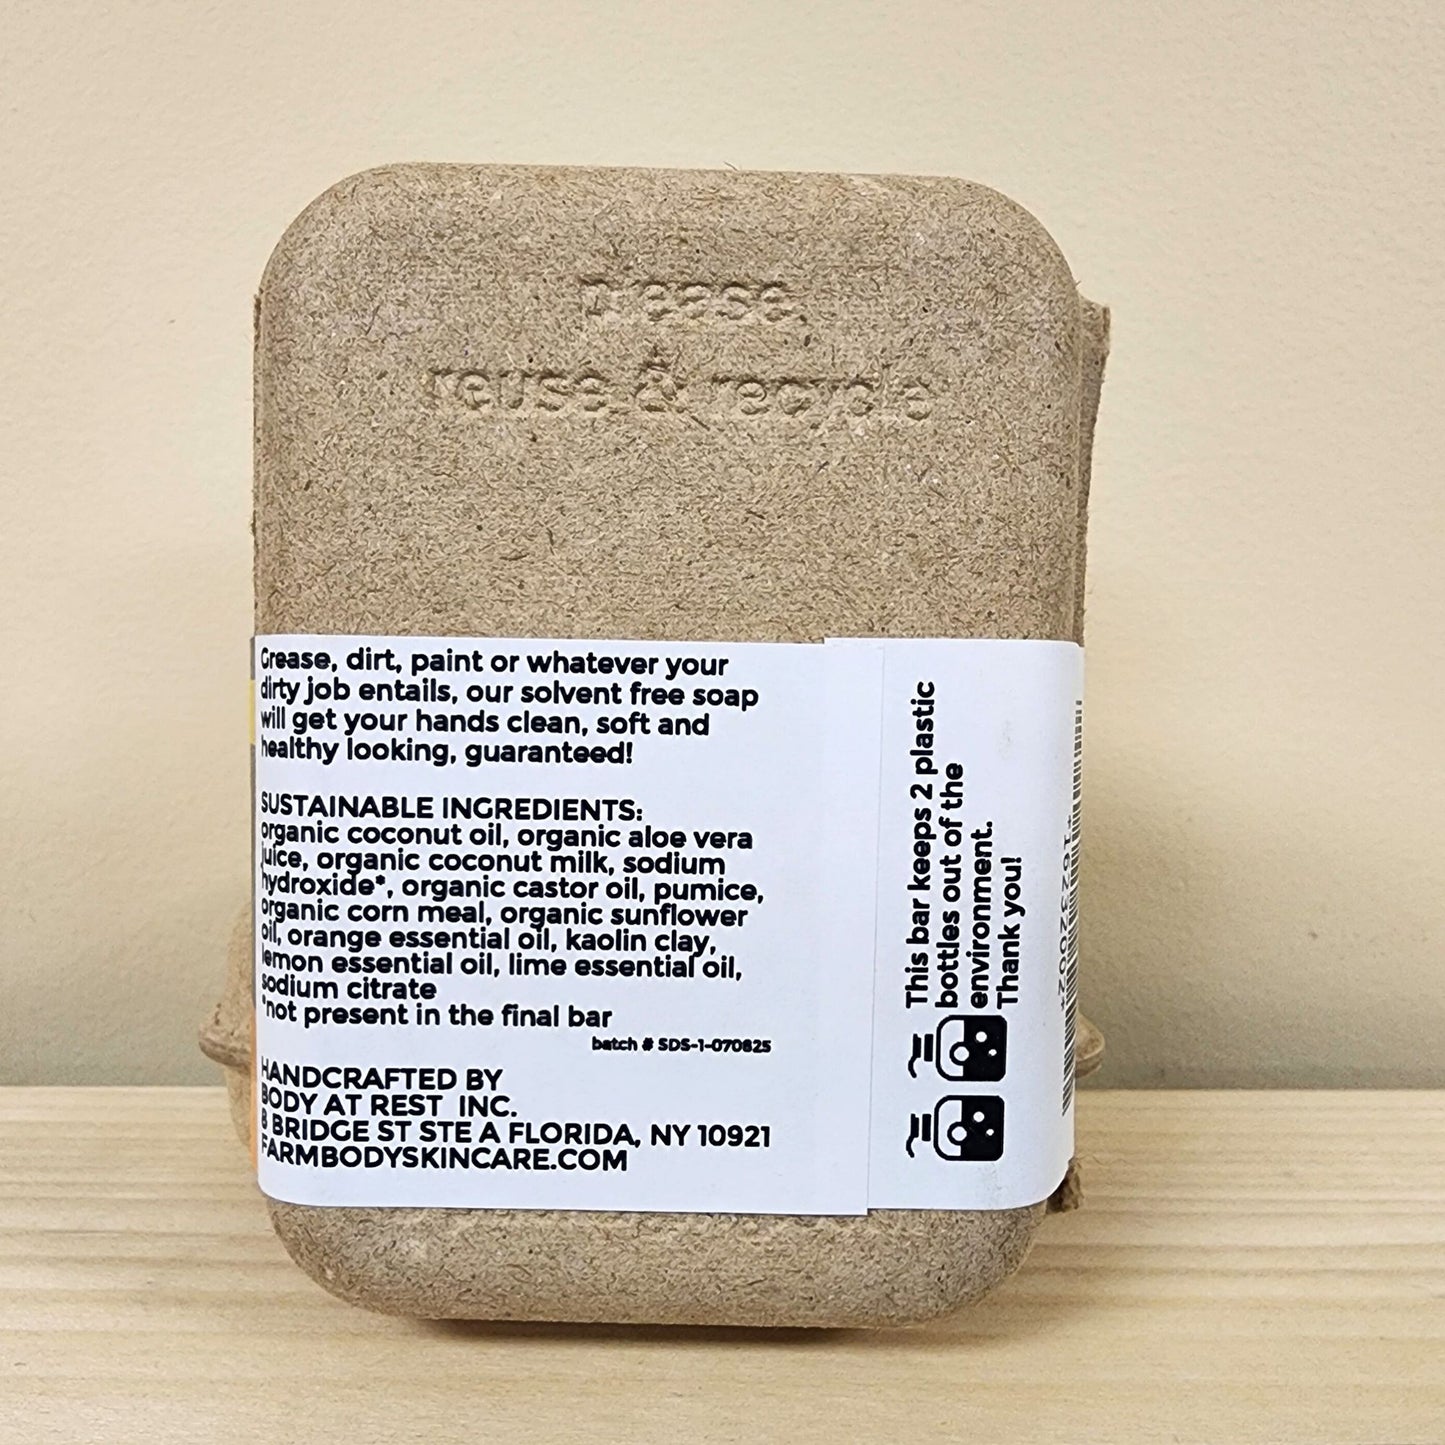 please
reuse & recycle
Grease, dirt, paint or whatever your
dirty job entails, our solvent free soap
will get your hands clean, soft and
healthy looking, guaranteed!
SUSTAINABLE INGREDIENTS:
organic coconut oil, organic aloe vera
juice, organic coconut milk, sodium
hydroxide*, organic castor oil, pumice,
organic corn meal, organic sunflower
oil, orange essential oil, kaolin clay,
lemon essential oil, lime essential oil,
sodium citrate
*not present in the final bar
batch # SDS-1-070825
HANDCRAFTED BY
BODY AT REST INC.
8 BRIDGE ST STE A FLORIDA, NY 10921
FARMBODYSKINCARE.COM
This bar keeps 2 plastic
bottles out of the
environment.
Thank you!